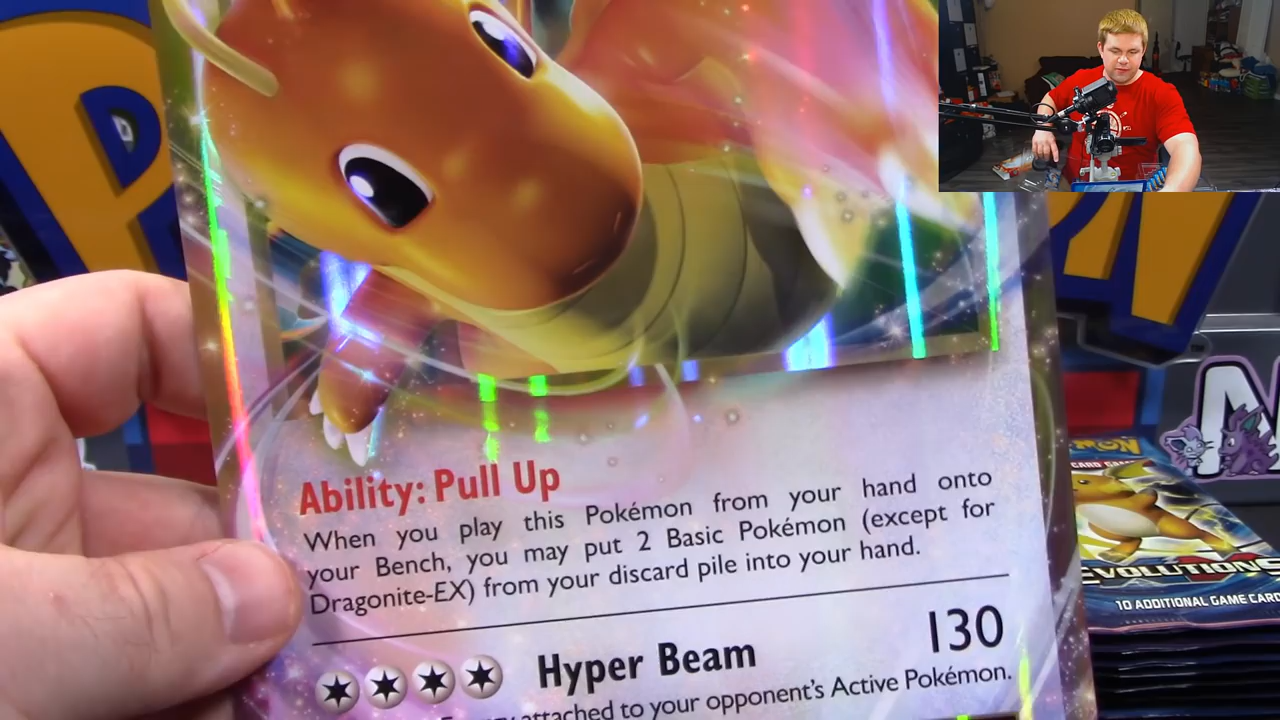 Ability: Pull Up
When you play this Pokémon from your hand onto
your Bench, you may put 2 Basic Pokémon (except for
Dragonite-EX) from your discard pile into your hand.
Hyper Beam 130
attached to your opponent's Active Pokémon.
EVOLUTIONS
10 ADDITIONAL GAME CARD